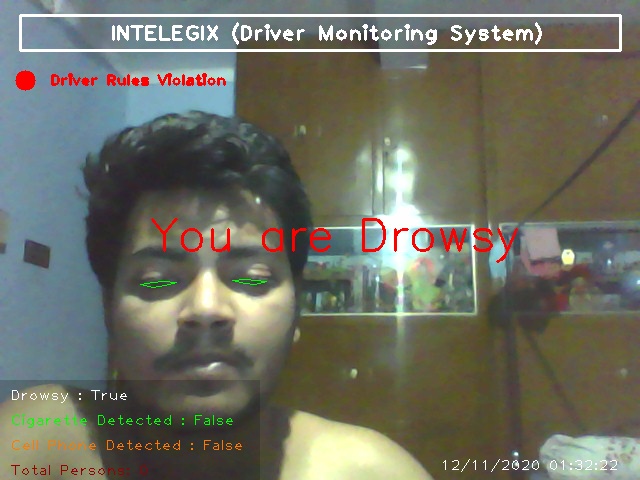 INTELEGIX (Driver Monitoring System)
Driver Rules Violation
You are Drowsy
Drowsy : True
Cigarette Detected : False
Cell Phone Detected : False
Total Persons:
12/11/2020 01:32:22